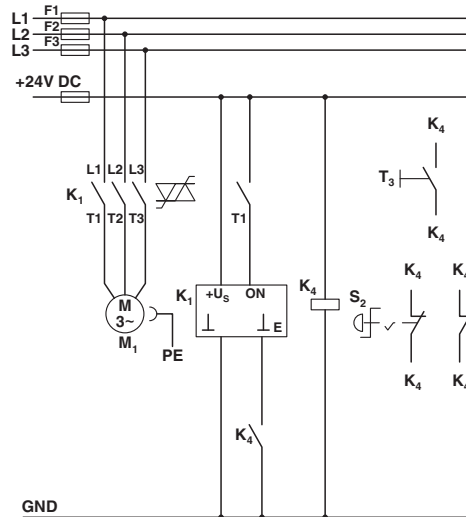 L1 F1
L2 F2
L3 F3
+24V DC
K4
L1 L2 L3
K1
T3
T1 T2 T3
T1
K4
K1 +Us ON
K4
K4 K4
M
3~
S2
M1
⊥ ⊥ E
PE
K4 K4
K4
GND